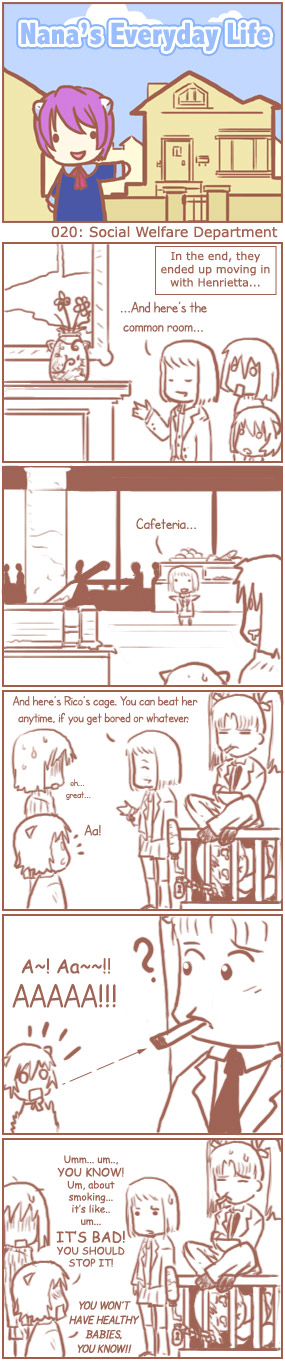 Nana's Everyday Life
020: Social Welfare Department
In the end, they
ended up moving in
with Henrietta...
...And here's the
common room...
Cafeteria...
And here's Rico's cage. You can beat her
anytime, if you get bored or whatever.
oh...
great...
Aa!
A~! Aa~~!!
AAAAA!!!
?
Umm... um..,
YOU KNOW!
Um, about
smoking...
it's like..
um...
IT'S BAD!
YOU SHOULD
STOP IT!
YOU WON'T
HAVE HEALTHY
BABIES,
YOU KNOW!!